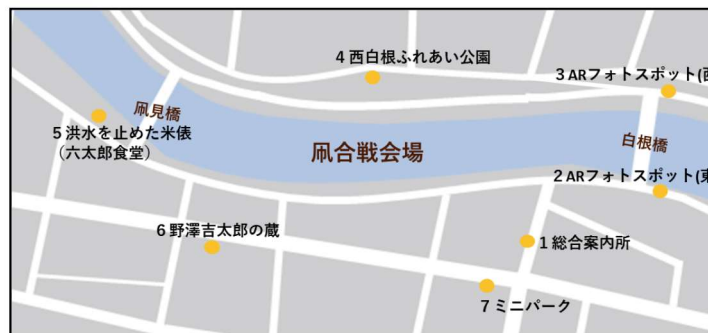 4 西白根ふれあい公園
3 ARフォトスポット(西
凧見橋
5 洪水を止めた米俵
(六太郎食堂)
凧合戦会場
白根橋
2 ARフォトスポット(東
6 野澤吉太郎の蔵
1 総合案内所
7 ミニパーク